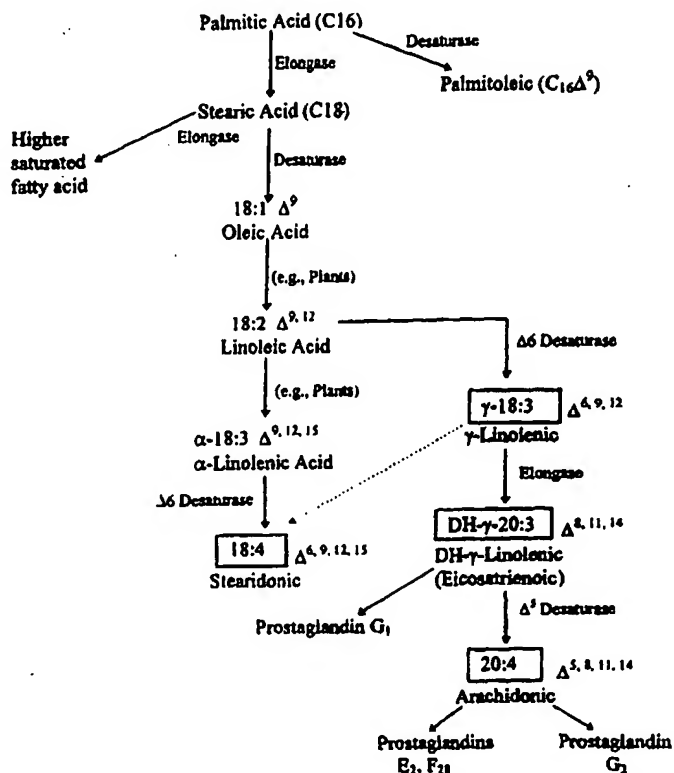 Palmitic Acid (C16)
Desaturase
Elongase
Palmitoleic (C16Δ9)
Stearic Acid (C18)
Elongase
Higher
saturated
fatty acid
Desaturase
18:1 Δ9
Oleic Acid
(e.g., Plants)
18:2 Δ9, 12
Linoleic Acid
Δ6 Desaturase
(e.g., Plants)
γ-18:3 Δ6, 9, 12
γ-Linolenic
α-18:3 Δ9, 12, 15
α-Linolenic Acid
Elongase
Δ6 Desaturase
DH-γ-20:3 Δ8, 11, 14
DH-γ-Linolenic
(Eicosatrienoic)
18:4 Δ6, 9, 12, 15
Stearidonic
Δ5 Desaturase
Prostaglandin G1
20:4 Δ5, 8, 11, 14
Arachidonic
Prostaglandins
E2,
Prostaglandin